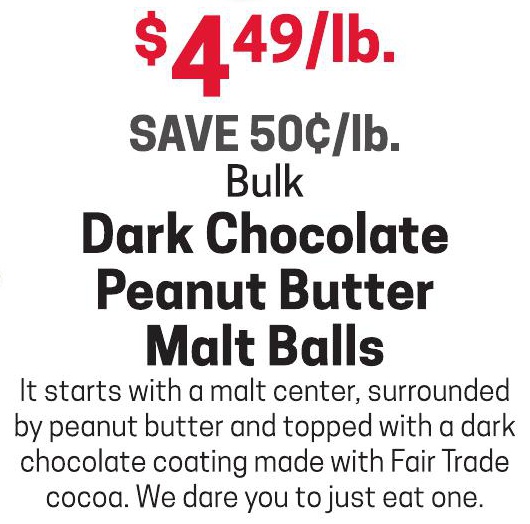 $4.49/lb.
SAVE 50¢/lb.
Bulk
Dark Chocolate
Peanut Butter
Malt Balls
It starts with a malt center, surrounded
by peanut butter and topped with a dark
chocolate coating made with Fair Trade
cocoa. We dare you to just eat one.